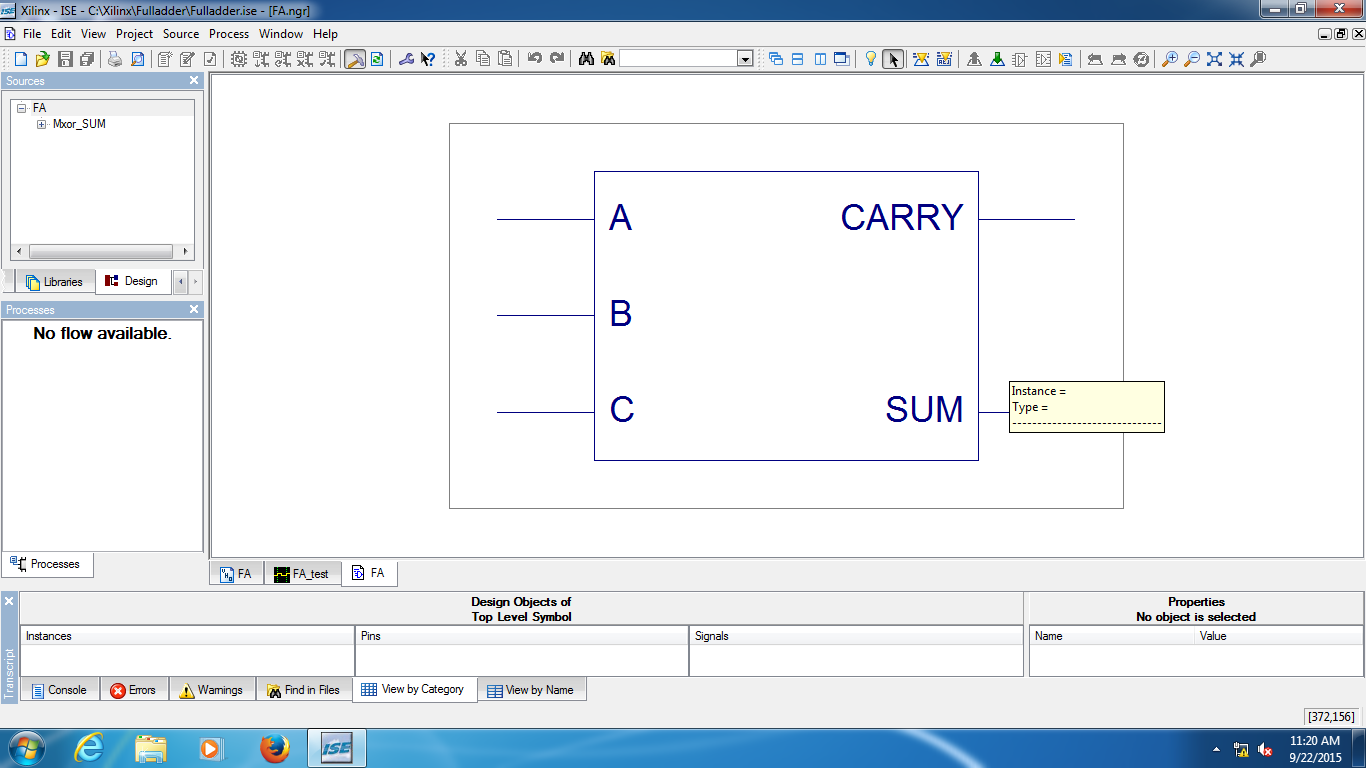 Xilinx - ISE - C:\Xilinx\Fulladder\Fulladder.ise - [FA.ngr]
File Edit View Project Source Process Window Help
Sources
FA
Mxor_SUM
Libraries
Design
Processes
No flow available.
Processes
A
CARRY
B
C
SUM
Instance =
Type =
FA
FA_test
FA
Transcript
Design Objects of
Top Level Symbol
Properties
No object is selected
Instances
Pins
Signals
Name
Value
Console
Errors
Warnings
Find in Files
View by Category
View by Name
[372,156]
ISE
11:20 AM
9/22/2015